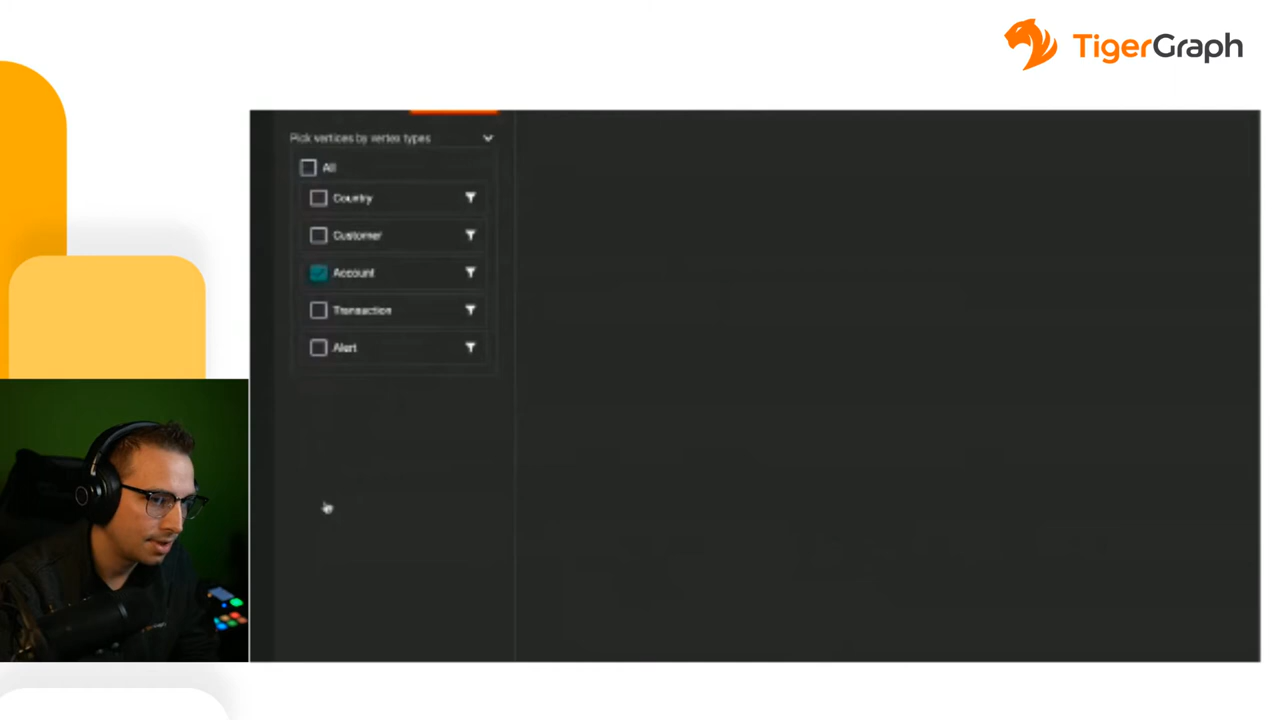 TigerGraph
Pick vertices by vertex types
All
Country
Customer
Account
Transaction
Alert